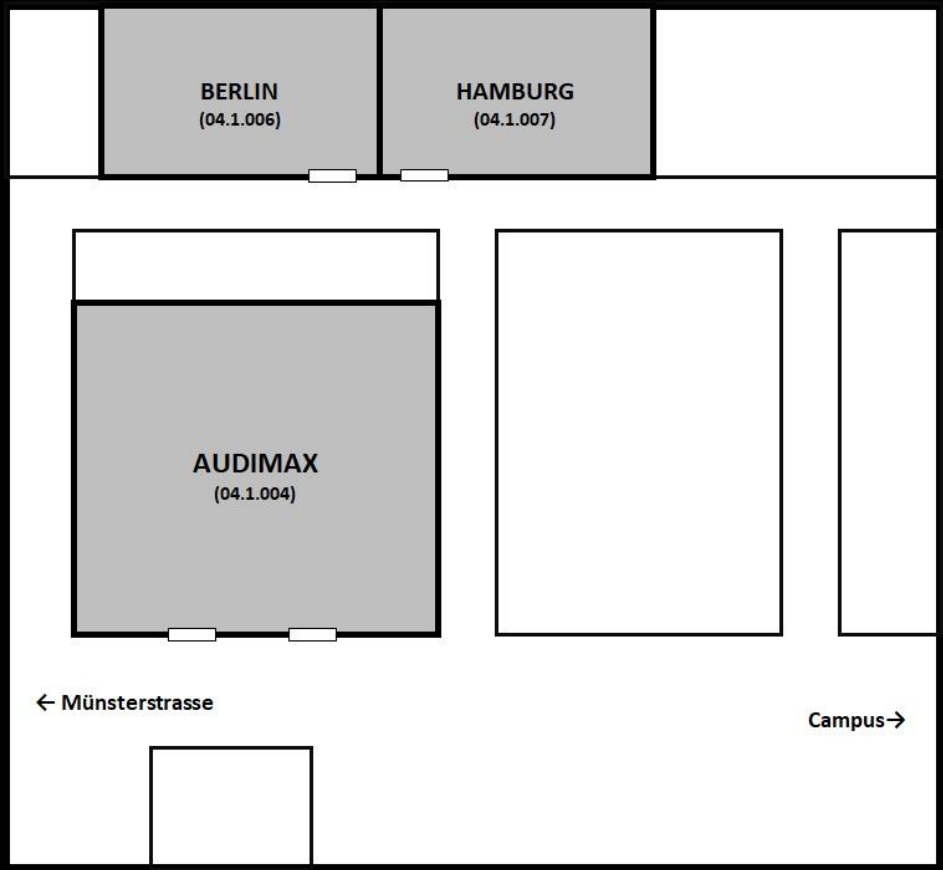 BERLIN
(04.1.006)
HAMBURG
(04.1.007)
AUDIMAX
(04.1.004)
← Münsterstrasse
Campus→